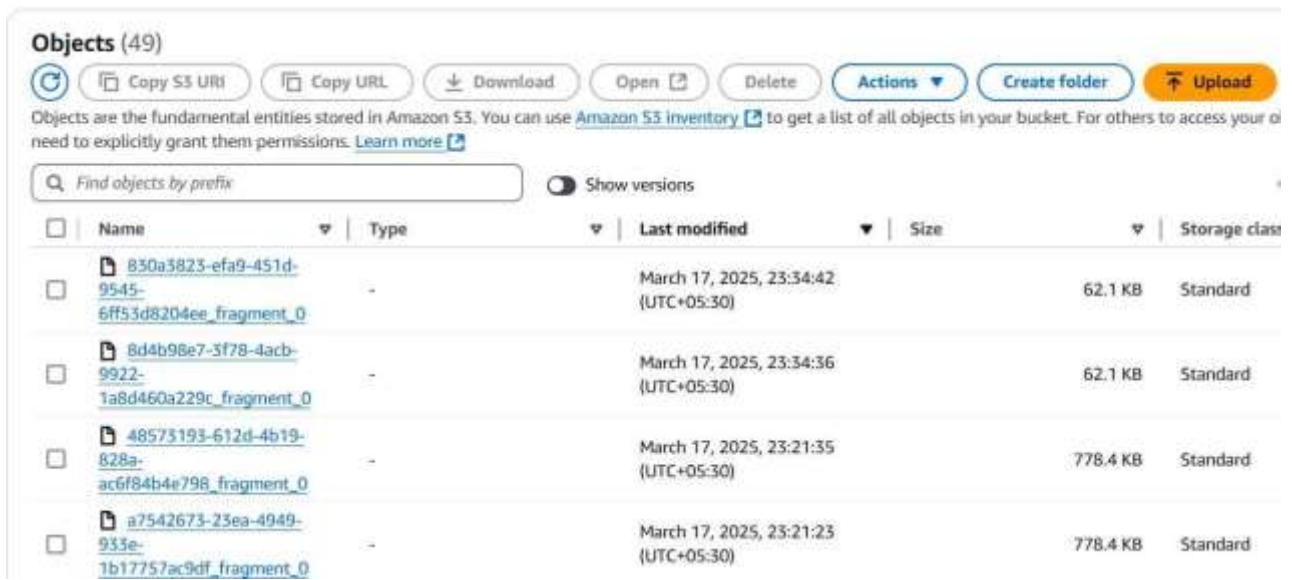 Objects (49)
Copy S3 URI Copy URL Download Open Delete Actions Create folder Upload
Objects are the fundamental entities stored in Amazon S3. You can use Amazon S3 inventory to get a list of all objects in your bucket. For others to access your
need to explicitly grant them permissions. Learn more
Find objects by prefix Show versions
Name Type Last modified Size Storage
830a3823-efa9-451d-
9545-
6ff53d8204ee_fragment_0
-
March 17, 2025, 23:34:42
(UTC+05:30)
62.1 KB
Standard
8d4b98e7-3f78-4acb-
9922-
1a8d460a229c_fragment_0
-
March 17, 2025, 23:34:36
(UTC+05:30)
62.1 KB
Standard
48573193-612d-4b19-
828a-
ac6f84b4e798_fragment_0
-
March 17, 2025, 23:21:35
(UTC+05:30)
778.4 KB
Standard
a7542673-23ea-4949-
933e-
1b17757ac9df_fragment_0
-
March 17, 2025, 23:21:23
(UTC+05:30)
778.4 KB
Standard